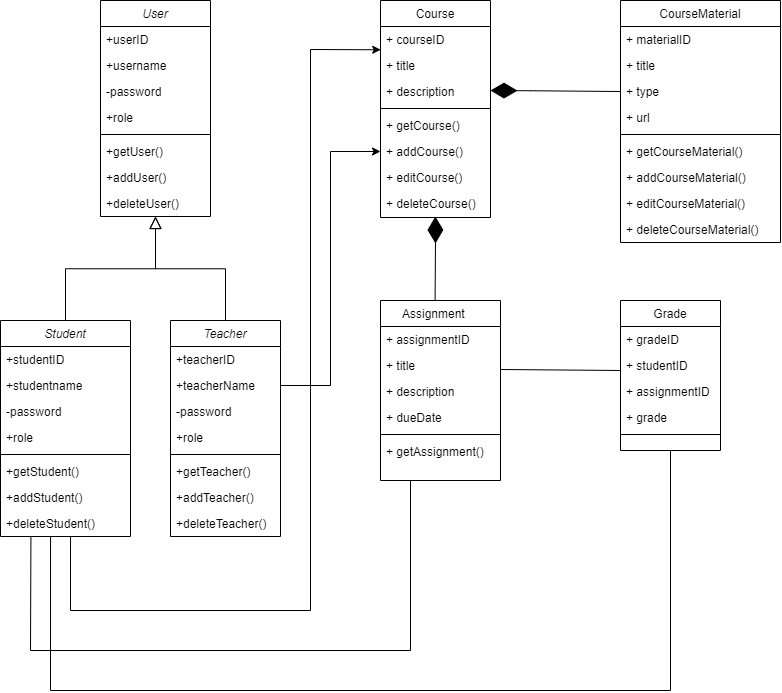 User
+userID
+username
-password
+role
+getUser()
+addUser()
+deleteUser()
Course
+ courseID
+ title
+ description
+ getCourse()
+ addCourse()
+ editCourse()
+ deleteCourse()
CourseMaterial
+ materialID
+ title
+ type
+ url
+ getCourseMaterial()
+ addCourseMaterial()
+ editCourseMaterial()
+ deleteCourseMaterial()
Student
+studentID
+studentname
-password
+role
+getStudent()
+addStudent()
+deleteStudent()
Teacher
+teacherID
+teacherName
-password
+role
+getTeacher()
+addTeacher()
+deleteTeacher()
Assignment
+ assignmentID
+ title
+ description
+ dueDate
+ getAssignment()
Grade
+ gradeID
+ studentID
+ assignmentID
+ grade